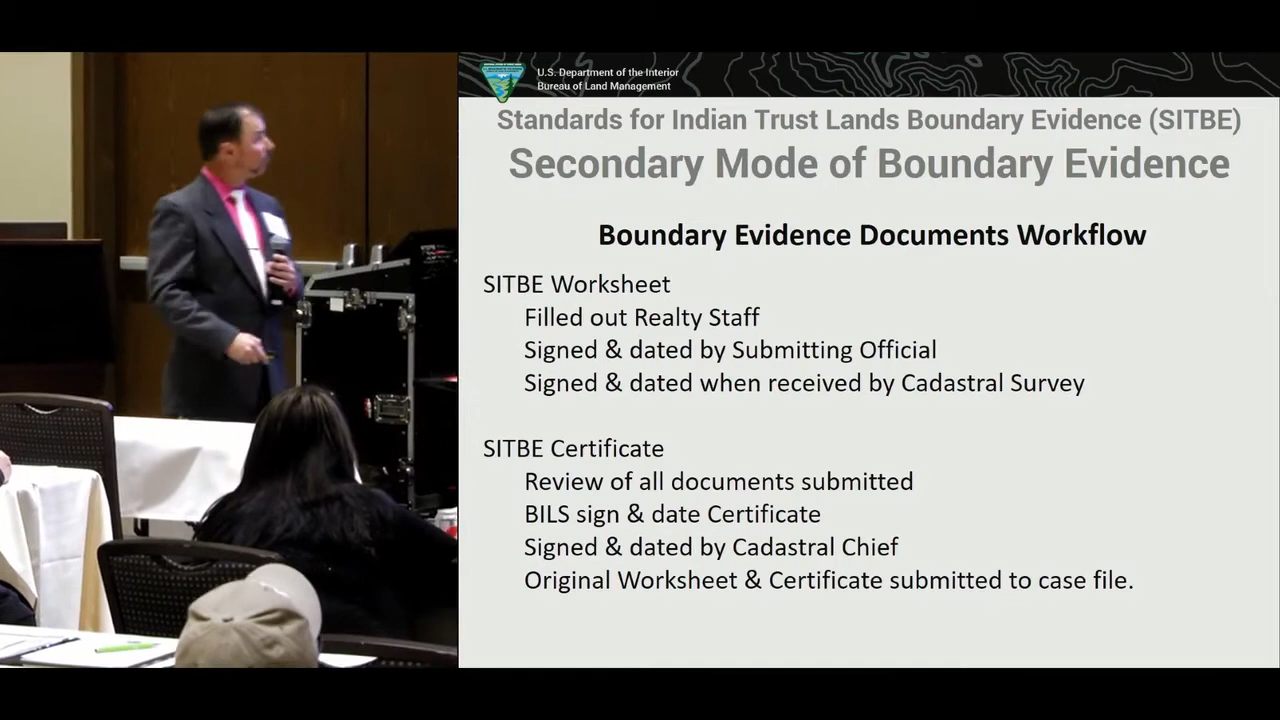 U.S. Department of the Interior
Bureau of Land Management
Standards for Indian Trust Lands Boundary Evidence (SITBE)
Secondary Mode of Boundary Evidence
Boundary Evidence Documents Workflow
SITBE Worksheet
Filled out Realty Staff
Signed & dated by Submitting Official
Signed & dated when received by Cadastral Survey
SITBE Certificate
Review of all documents submitted
BILS sign & date Certificate
Signed & dated by Cadastral Chief
Original Worksheet & Certificate submitted to case file.